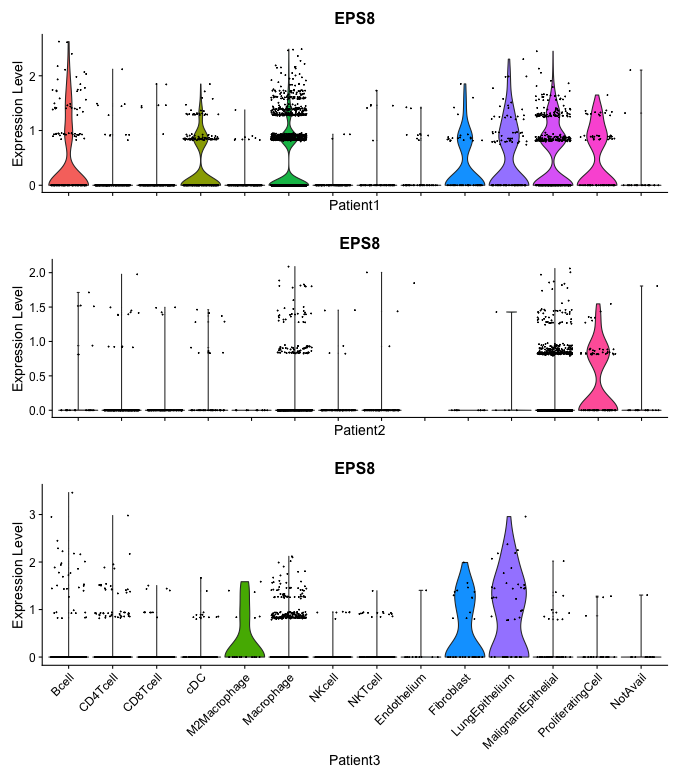 EPS8
Expression Level
2
1
0
Patient1
EPS8
Expression Level
2.0
1.5
1.0
0.5
0.0
Patient2
EPS8
Expression Level
3
2
1
0
Bcell
CD4Tcell
CD8Tcell
cDC
M2Macrophage
Macrophage
NKcell
NKTcell
Endothelium
Fibroblast
LungEpithelium
MalignantEpithelial
ProliferatingCell
NotAvail
Patient3